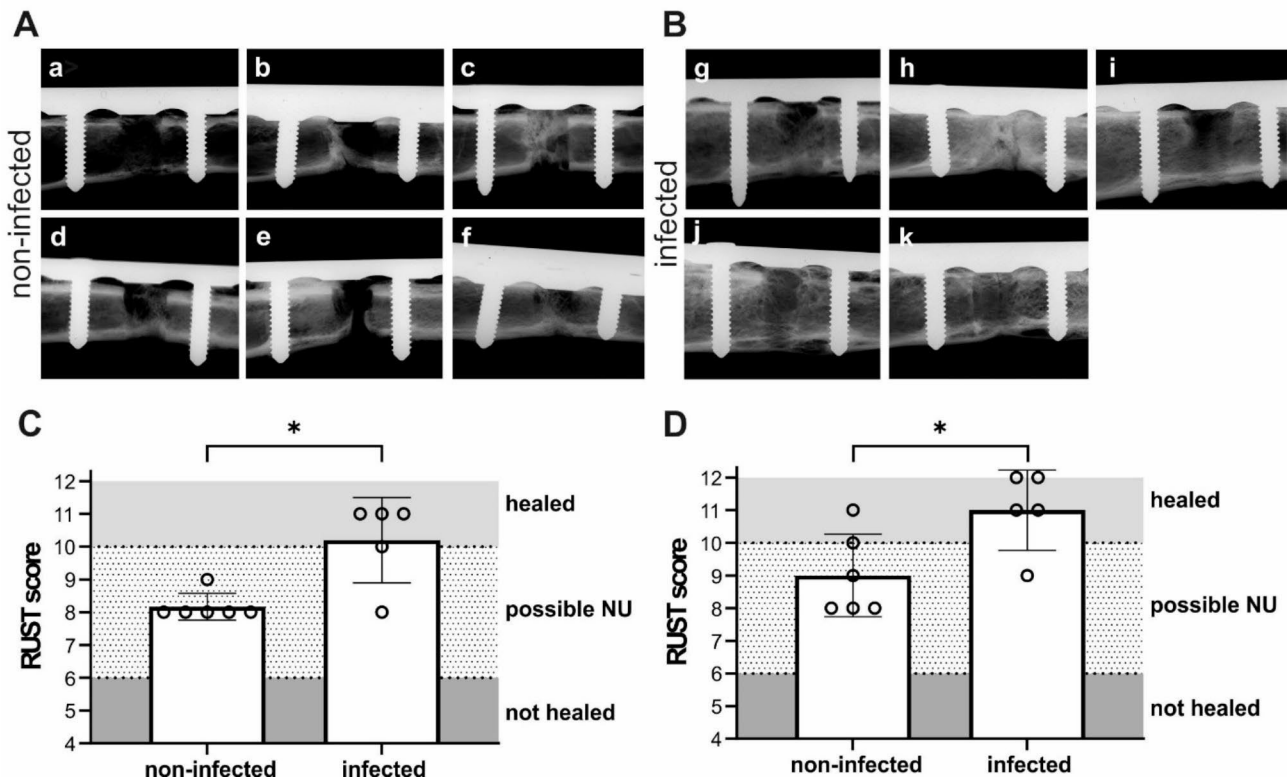 A
B
non-infected
a
b
c
d
e
f
infected
g
h
i
j
k
C
*
RUST score
12
11
10
9
8
7
6
5
4
healed
possible NU
not healed
non-infected
infected
D
*
RUST score
12
11
10
9
8
7
6
5
4
healed
possible NU
not healed
non-infected
infected